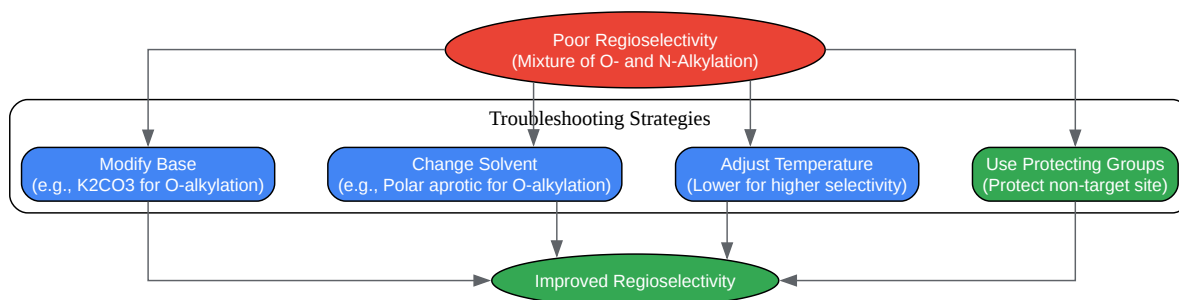 Poor Regioselectivity
(Mixture of O- and N-Alkylation)
Troubleshooting Strategies
Modify Base
(e.g., K2CO3 for O-alkylation)
Change Solvent
(e.g., Polar aprotic for O-alkylation)
Adjust Temperature
(Lower for higher selectivity)
Use Protecting Groups
(Protect non-target site)
Improved Regioselectivity